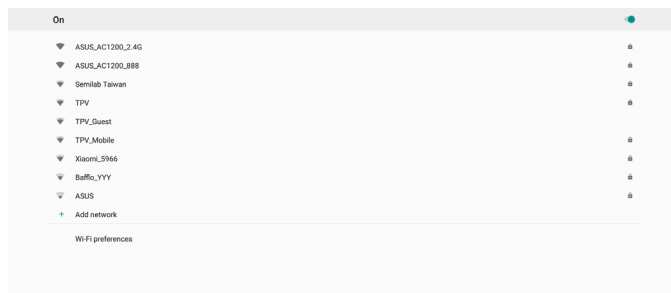 On
ASUS_AC1200_2.4G
ASUS_AC1200_888
Semilab Taiwan
TPV
TPV_Guest
TPV_Mobile
Xiaomi_5966
Bafflo_YYY
ASUS
+ Add network
Wi-Fi preferences